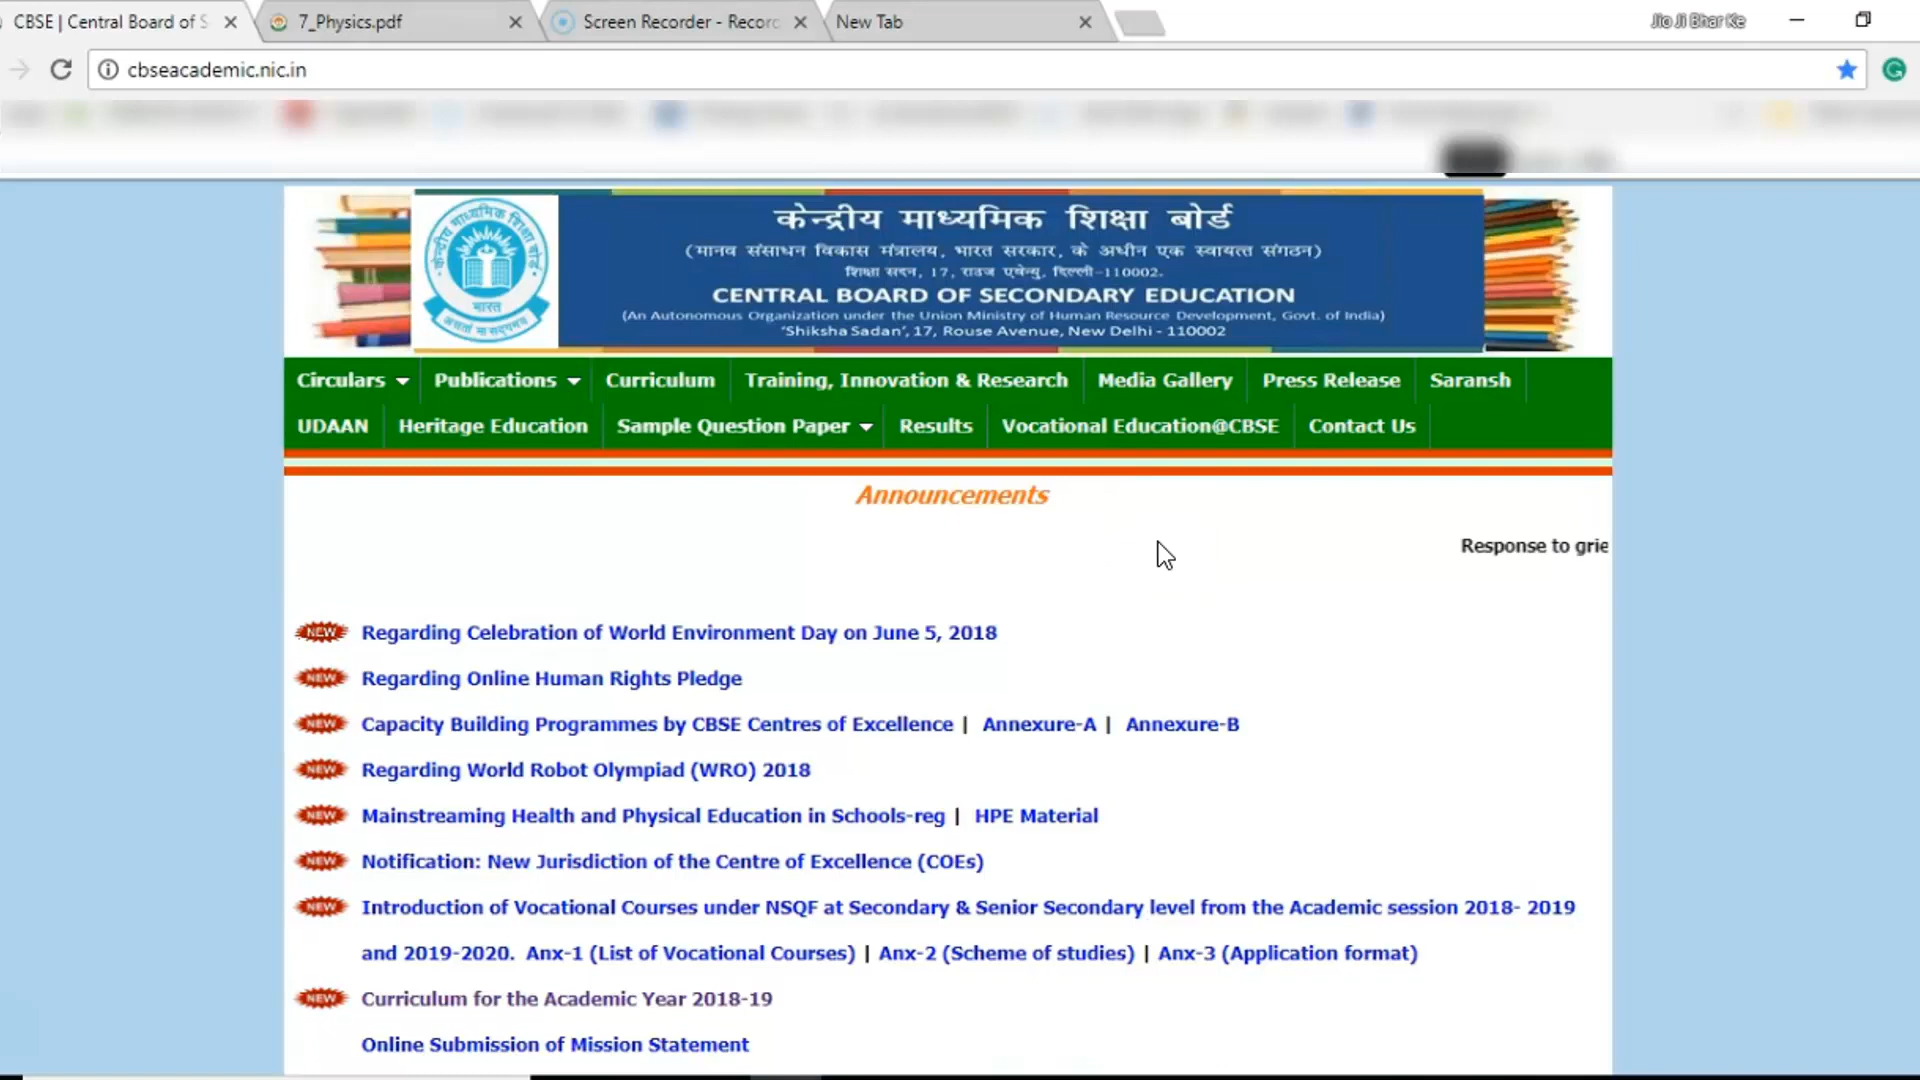 CBSE | Central Board of S
7_Physics.pdf
Screen Recorder - Record
New Tab
Jio Ji Bhar Ke
cbseacademic.nic.in
केन्द्रीय माध्यमिक शिक्षा बोर्ड
(मानव संसाधन विकास मंत्रालय, भारत सरकार, के अधीन एक स्वायत्त संगठन)
शिक्षा सदन, 17, राउज एवेन्यु, दिल्ली-110002.
CENTRAL BOARD OF SECONDARY EDUCATION
(An Autonomous Organization under the Union Ministry of Human Resource Development, Govt. of India)
'Shiksha Sadan', 17, Rouse Avenue, New Delhi - 110002
केन्द्रीय माध्यमिक शिक्षा बोर्ड
भारत
असतो मा सद्गमय
Circulars Publications Curriculum Training, Innovation & Research Media Gallery Press Release Saransh
UDAAN Heritage Education Sample Question Paper Results Vocational Education@CBSE Contact Us
Announcements
Response to grie
NEW Regarding Celebration of World Environment Day on June 5, 2018
NEW Regarding Online Human Rights Pledge
NEW Capacity Building Programmes by CBSE Centres of Excellence | Annexure-A | Annexure-B
NEW Regarding World Robot Olympiad (WRO) 2018
NEW Mainstreaming Health and Physical Education in Schools-reg | HPE Material
NEW Notification: New Jurisdiction of the Centre of Excellence (COEs)
NEW Introduction of Vocational Courses under NSQF at Secondary & Senior Secondary level from the Academic session 2018- 2019
and 2019-2020. Anx-1 (List of Vocational Courses) | Anx-2 (Scheme of studies) | Anx-3 (Application format)
NEW Curriculum for the Academic Year 2018-19
Online Submission of Mission Statement